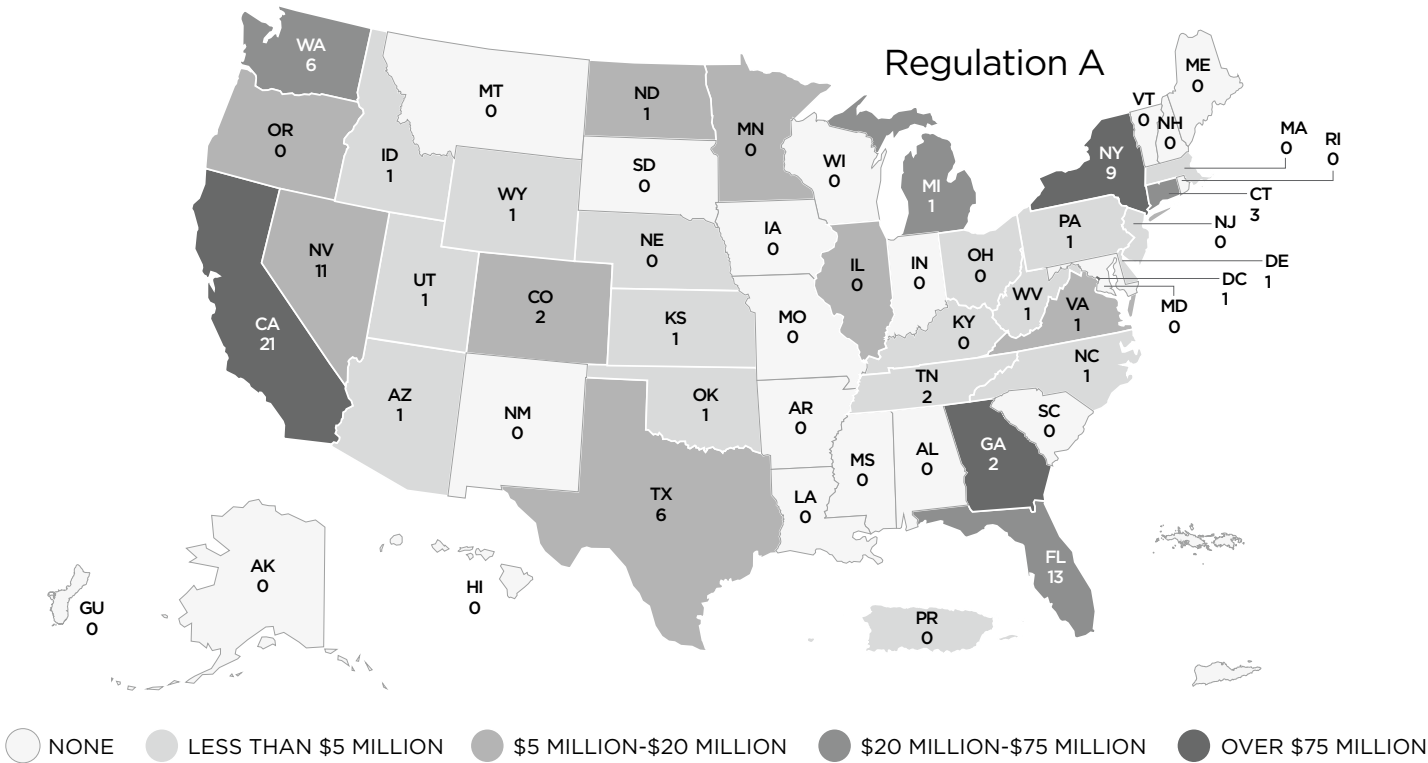 Regulation A
WA
6
MT
0
ND
1
MN
0
ME
0
VT
0
NH
0
MA
0
RI
0
OR
0
ID
1
SD
0
WI
0
MI
1
NY
9
CT
3
WY
1
NJ
0
NV
11
NE
0
IA
0
PA
1
UT
1
CO
2
IL
0
IN
0
OH
0
DE
1
DC
1
MD
0
WV
1
VA
1
CA
21
KS
1
MO
0
KY
0
NC
1
AZ
1
NM
0
OK
1
AR
0
TN
2
SC
0
MS
0
AL
0
GA
2
TX
6
LA
0
FL
13
AK
0
HI
0
GU
0
PR
0
NONE
LESS THAN $5 MILLION
$5 MILLION-$20 MILLION
$20 MILLION-$75 MILLION
OVER $75 MILLION